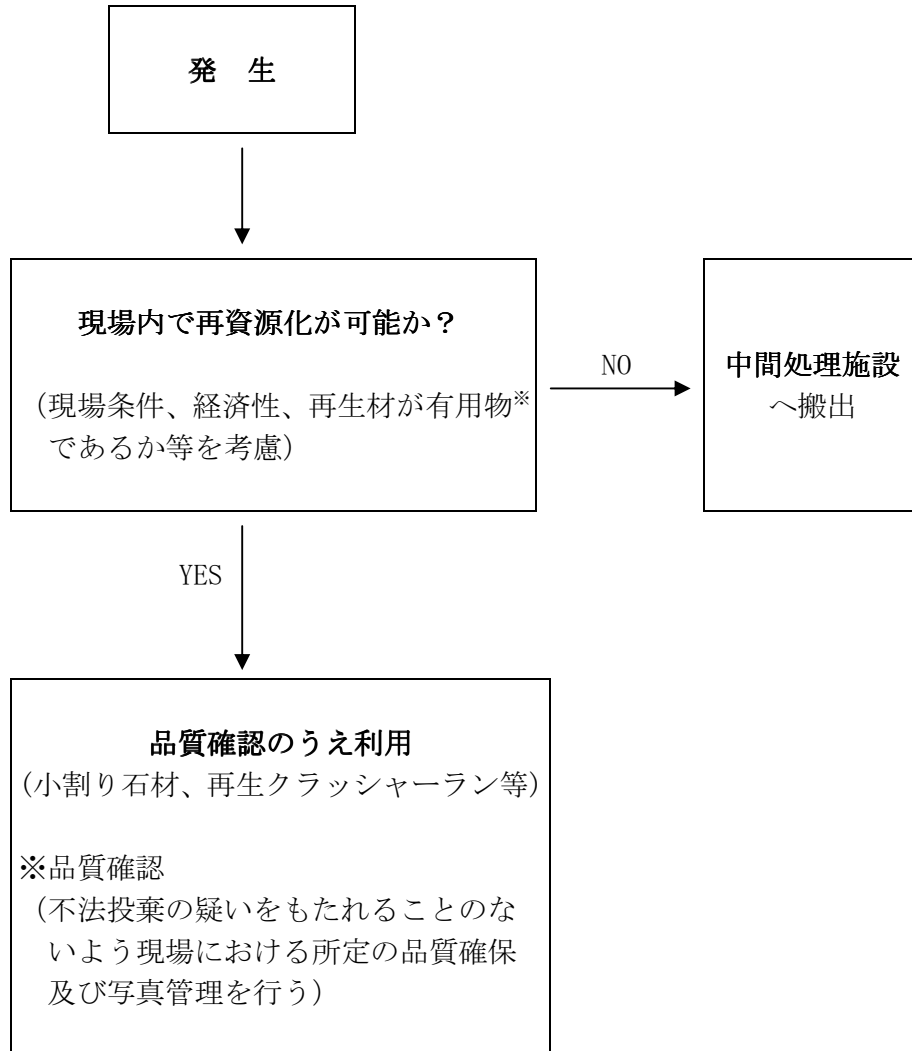 発　生
現場内で再資源化が可能か？
（現場条件、経済性、再生材が有用物※
であるか等を考慮）
NO
中間処理施設
へ搬出
YES
品質確認のうえ利用
（小割り石材、再生クラッシャーラン等）
※品質確認
（不法投棄の疑いをもたれることのな
いよう現場における所定の品質確保
及び写真管理を行う）